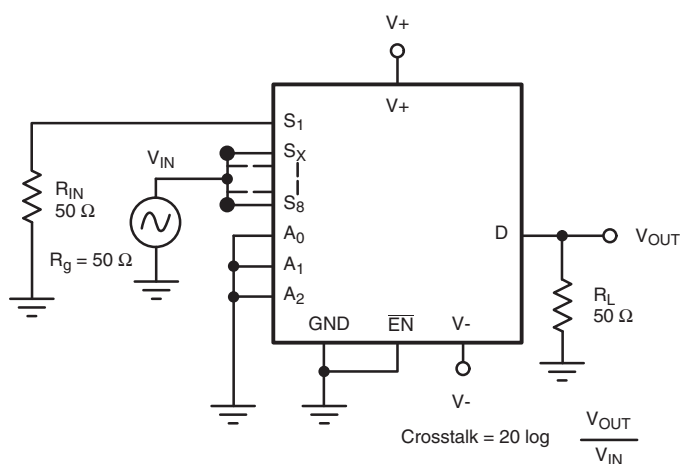 V+
V+
S1
VIN
SX
RIN
50 Ω
S8
Rg = 50 Ω
A0
D
VOUT
A1
A2
RL
50 Ω
GND
EN
V-
V-
Crosstalk = 20 log VOUT
VIN